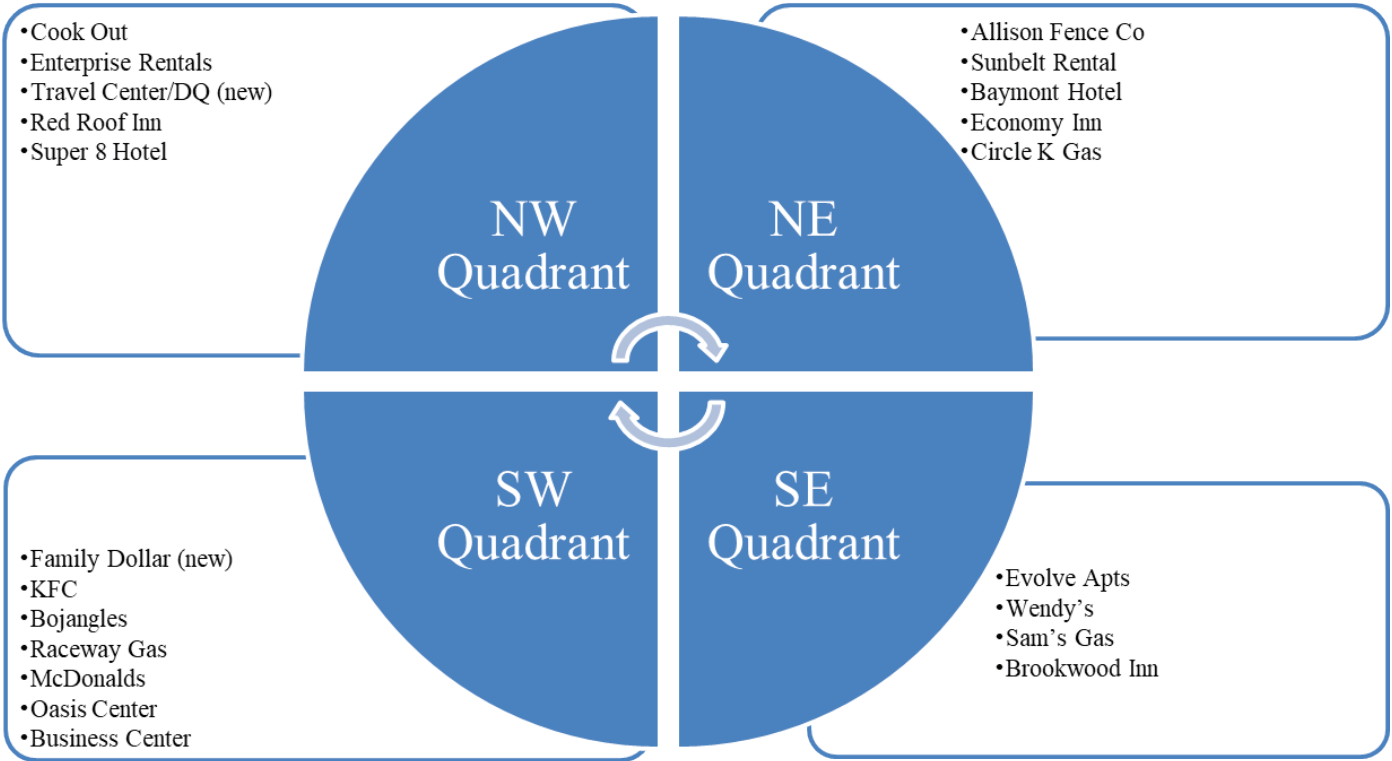 •Cook Out
•Enterprise Rentals
•Travel Center/DQ (new)
•Red Roof Inn
•Super 8 Hotel
•Allison Fence Co
•Sunbelt Rental
•Baymont Hotel
•Economy Inn
•Circle K Gas
NW
Quadrant
NE
Quadrant
SW
Quadrant
SE
Quadrant
•Family Dollar (new)
•KFC
•Bojangles
•Raceway Gas
•McDonalds
•Oasis Center
•Business Center
•Evolve Apts
•Wendy’s
•Sam’s Gas
•Brookwood Inn